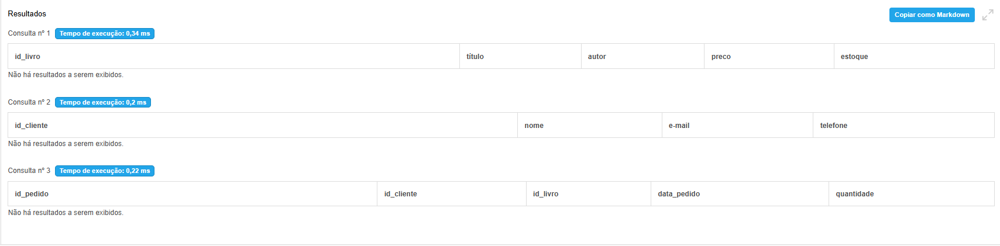 Resultados
Copiar como Markdown
Consulta nº 1 Tempo de execução: 0,34 ms
id_livro título autor preco estoque
Não há resultados a serem exibidos.
Consulta nº 2 Tempo de execução: 0,2 ms
id_cliente nome e-mail telefone
Não há resultados a serem exibidos.
Consulta nº 3 Tempo de execução: 0,22 ms
id_pedido id_cliente id_livro data_pedido quantidade
Não há resultados a serem exibidos.